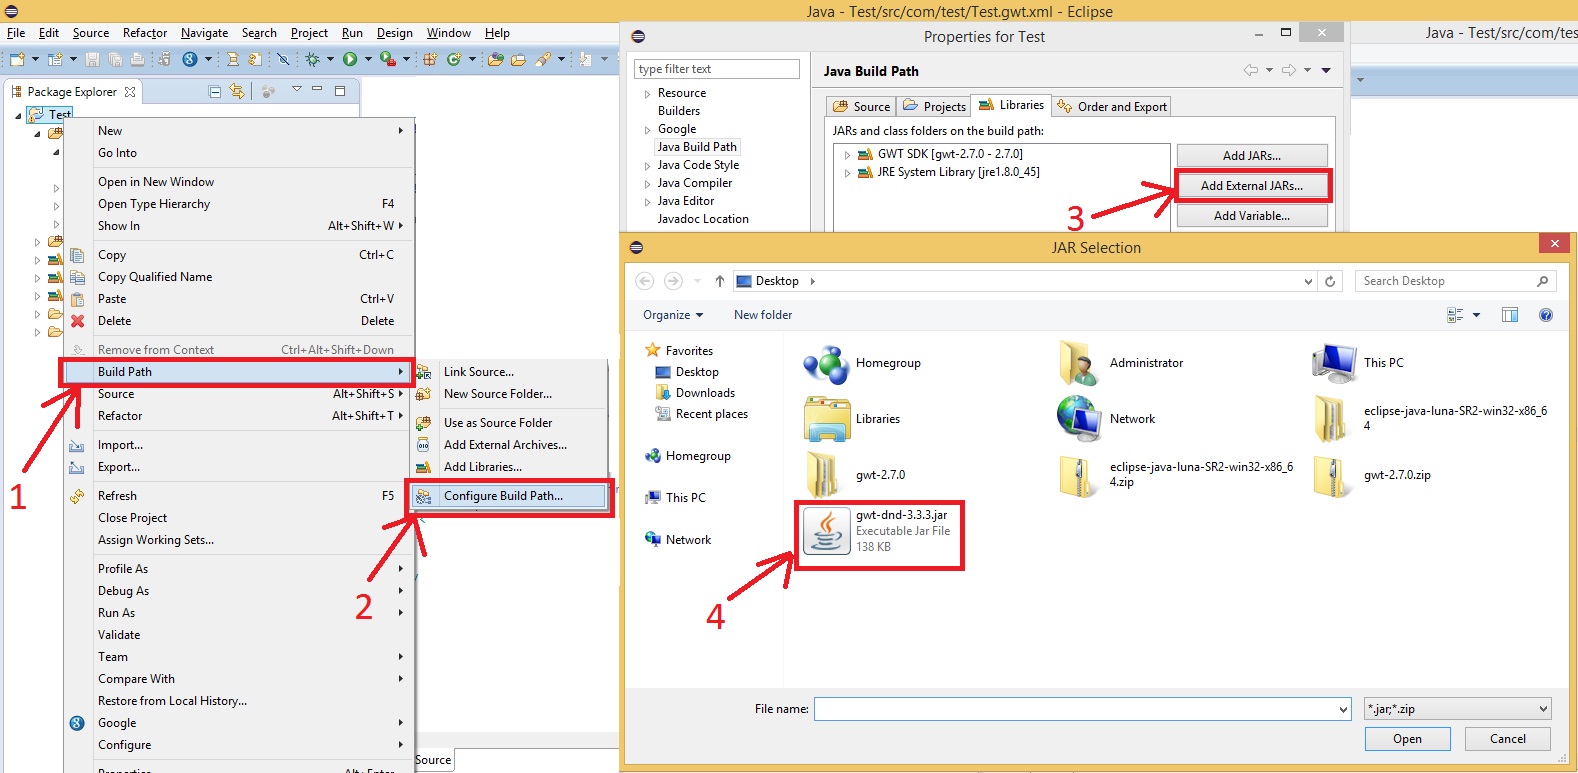 Java - Test/src/com/test/Test.gwt.xml - Eclipse
File Edit Source Refactor Navigate Search Project Run Design Window Help
Package Explorer
Test
New
Go Into
Open in New Window
Open Type Hierarchy F4
Show In Alt+Shift+W
Copy Ctrl+C
Copy Qualified Name
Paste Ctrl+V
Delete Delete
Remove from Context Ctrl+Alt+Shift+Down
Build Path
Source Alt+Shift+S
Refactor Alt+Shift+T
Import...
Export...
Refresh F5
Close Project
Assign Working Sets...
Profile As
Debug As
Run As
Validate
Team
Compare With
Restore from Local History...
Google
Configure
Properties Alt+Enter
1
Link Source...
New Source Folder...
Use as Source Folder
Add External Archives...
Add Libraries...
Configure Build Path...
2
Source
Properties for Test
type filter text
Resource
Builders
Google
Java Build Path
Java Code Style
Java Compiler
Java Editor
Javadoc Location
Java Build Path
Source Projects Libraries Order and Export
JARs and class folders on the build path:
GWT SDK [gwt-2.7.0 - 2.7.0]
JRE System Library [jre1.8.0_45]
Add JARs...
Add External JARs...
Add Variable...
3
Java - Test/src/com/tes
JAR Selection
Desktop
Search Desktop
Organize New folder
Favorites
Desktop
Downloads
Recent places
Homegroup
This PC
Network
Homegroup
Administrator
This PC
Libraries
Network
eclipse-java-luna-SR2-win32-x86_6
4
gwt-2.7.0
eclipse-java-luna-SR2-win32-x86_6
4.zip
gwt-2.7.0.zip
gwt-dnd-3.3.3.jar
Executable Jar File
138 KB
4
File name:
*.jar;*.zip
Open Cancel